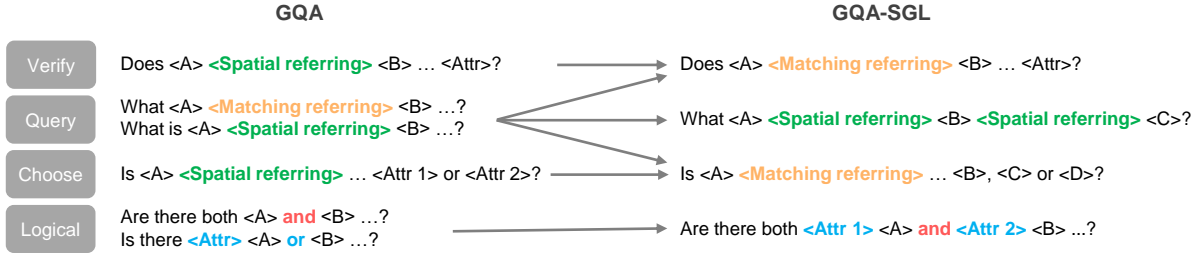 GQA GQA-SGL
Verify Does <A> <Spatial referring> <B> … <Attr>? Does <A> <Matching referring> <B> … <Attr>?
Query What <A> <Matching referring> <B> …?
What is <A> <Spatial referring> <B> …? What <A> <Spatial referring> <B> <Spatial referring> <C>?
Choose Is <A> <Spatial referring> … <Attr 1> or <Attr 2>? Is <A> <Matching referring> … <B>, <C> or <D>?
Logical Are there both <A> and <B> …?
Is there <Attr> <A> or <B> …? Are there both <Attr 1> <A> and <Attr 2> <B> ...?